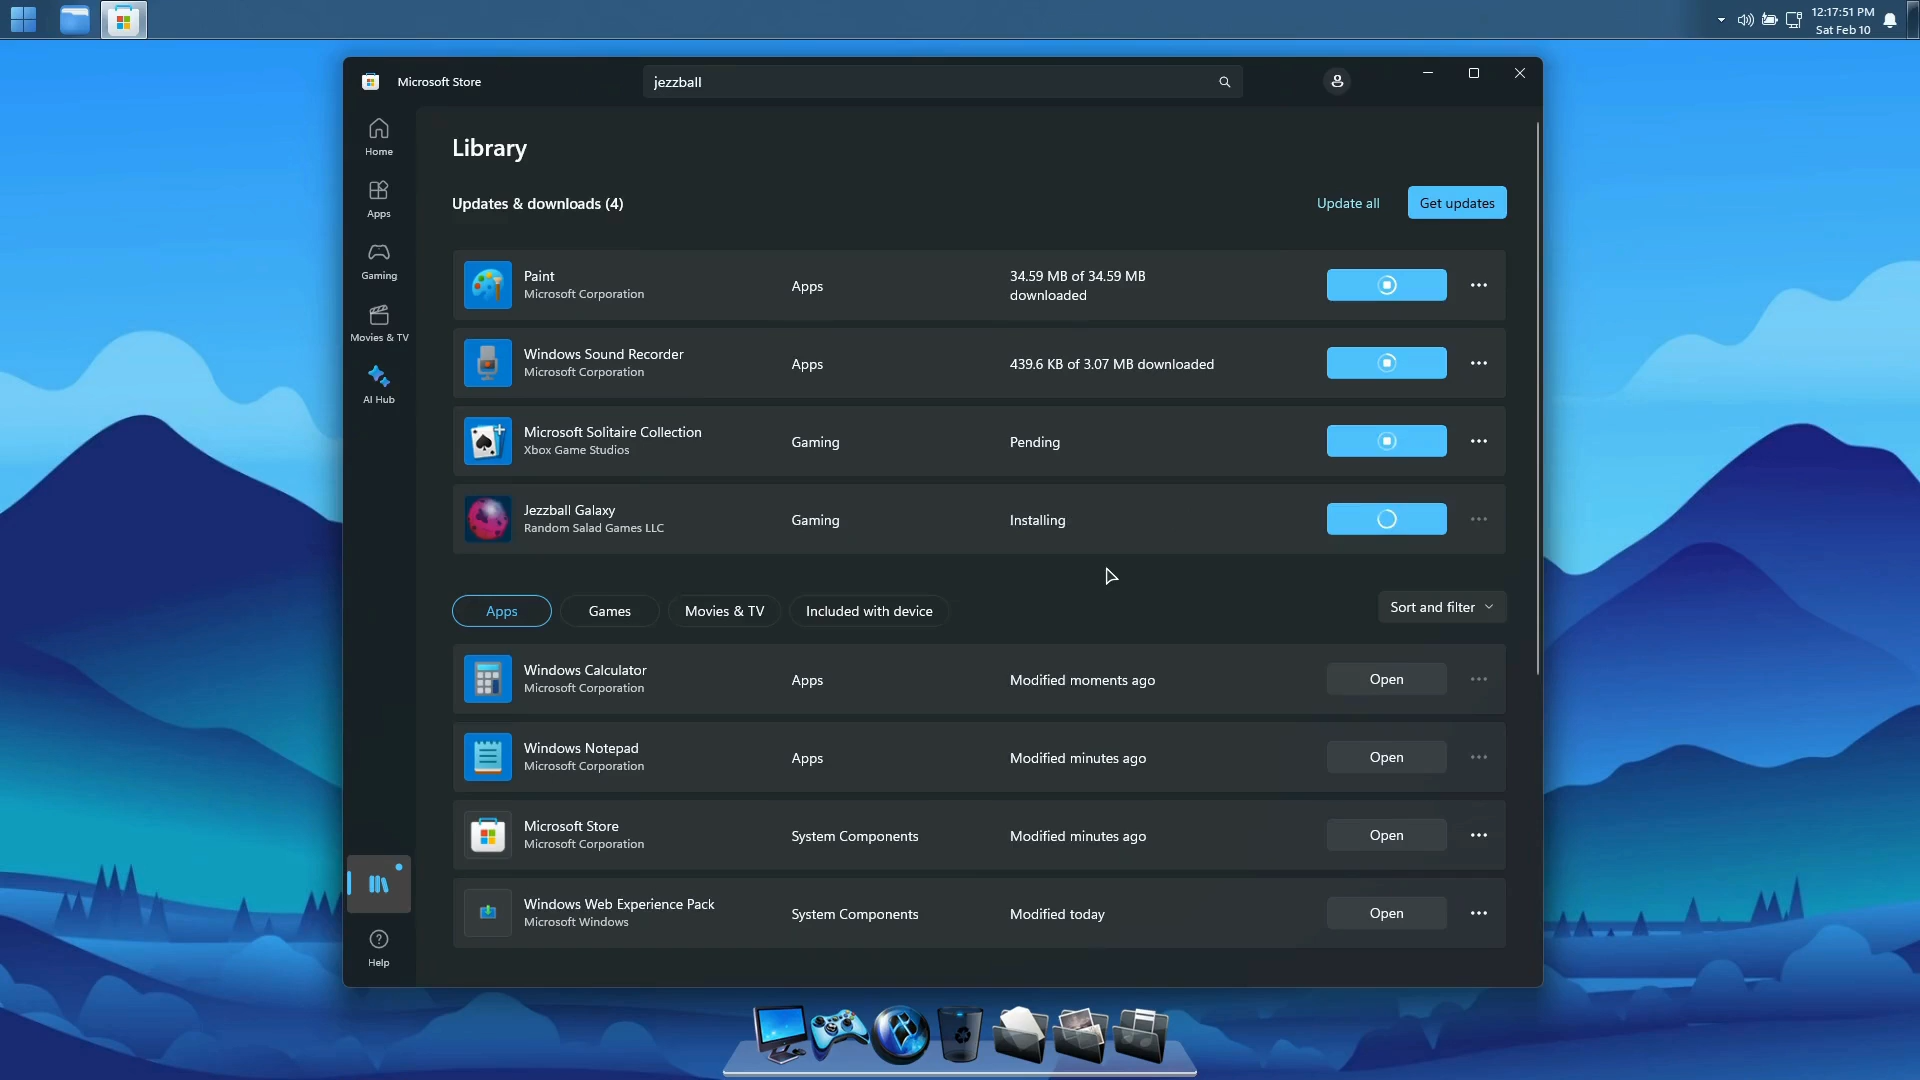 12:17:51 PM
Sat Feb 10
Microsoft Store
jezzball
Home
Apps
Gaming
Movies & TV
AI Hub
Help
Library
Updates & downloads (4)
Update all
Get updates
Paint
Microsoft Corporation
Apps
34.59 MB of 34.59 MB
downloaded
Windows Sound Recorder
Microsoft Corporation
Apps
439.6 KB of 3.07 MB downloaded
Microsoft Solitaire Collection
Xbox Game Studios
Gaming
Pending
Jezzball Galaxy
Random Salad Games LLC
Gaming
Installing
Apps
Games
Movies & TV
Included with device
Sort and filter
Windows Calculator
Microsoft Corporation
Apps
Modified moments ago
Open
Windows Notepad
Microsoft Corporation
Apps
Modified minutes ago
Open
Microsoft Store
Microsoft Corporation
System Components
Modified minutes ago
Open
Windows Web Experience Pack
Microsoft Windows
System Components
Modified today
Open